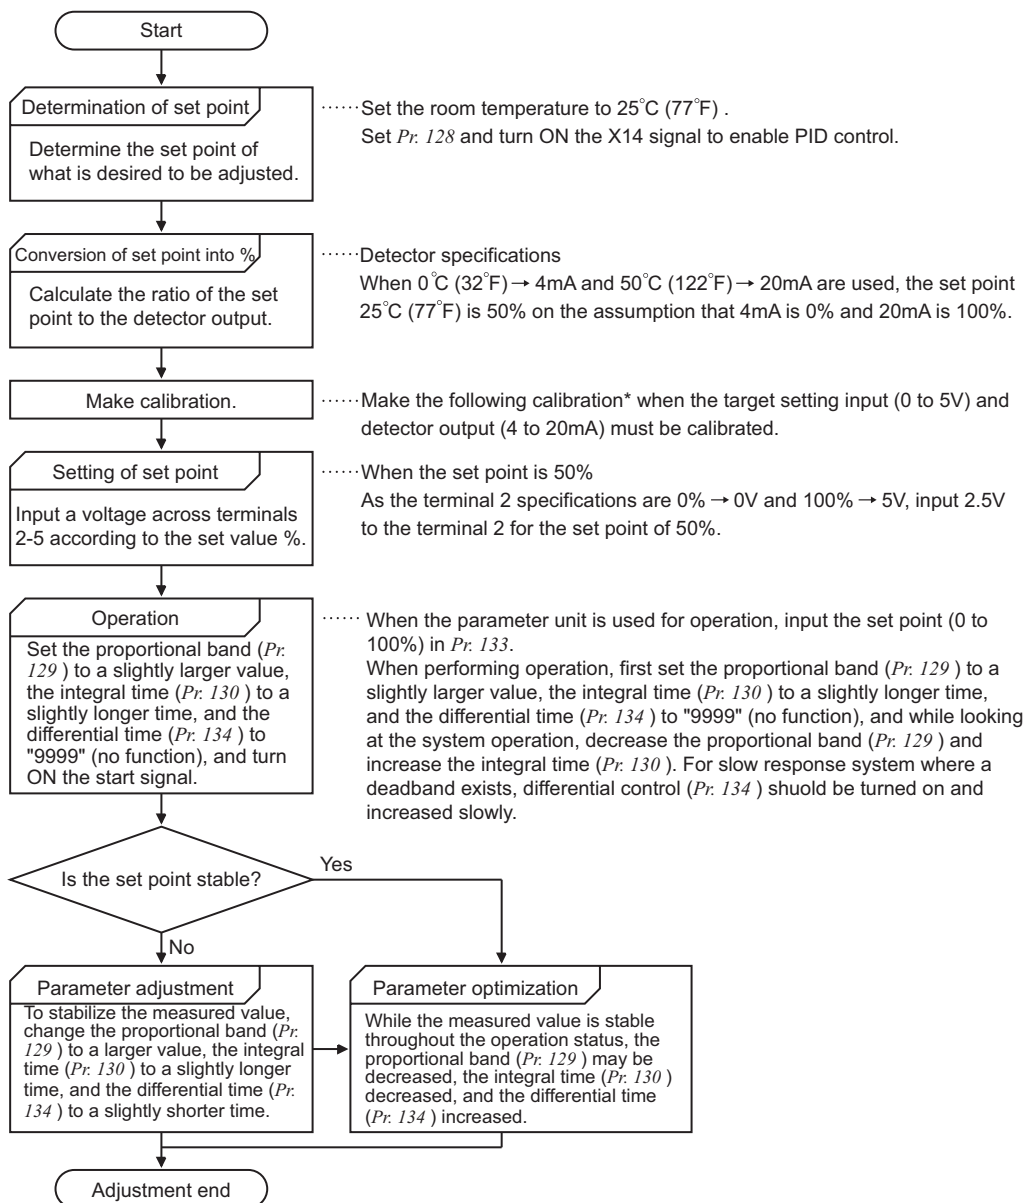 Start
Determination of set point
Determine the set point of
what is desired to be adjusted.
······Set the room temperature to 25°C (77°F) .
Set Pr. 128 and turn ON the X14 signal to enable PID control.
Conversion of set point into %
Calculate the ratio of the set
point to the detector output.
······Detector specifications
When 0°C (32°F) → 4mA and 50°C (122°F) → 20mA are used, the set point
25°C (77°F) is 50% on the assumption that 4mA is 0% and 20mA is 100%.
Make calibration.
······Make the following calibration* when the target setting input (0 to 5V) and
detector output (4 to 20mA) must be calibrated.
Setting of set point
Input a voltage across terminals
2-5 according to the set value %.
······When the set point is 50%
As the terminal 2 specifications are 0% → 0V and 100% → 5V, input 2.5V
to the terminal 2 for the set point of 50%.
Operation
Set the proportional band (Pr.
129 ) to a slightly larger value,
the integral time (Pr. 130 ) to a
slightly longer time, and the
differential time (Pr. 134 ) to
"9999" (no function), and turn
ON the start signal.
······ When the parameter unit is used for operation, input the set point (0 to
100%) in Pr. 133.
When performing operation, first set the proportional band (Pr. 129 ) to a
slightly larger value, the integral time (Pr. 130 ) to a slightly longer time,
and the differential time (Pr. 134 ) to "9999" (no function), and while looking
at the system operation, decrease the proportional band (Pr. 129 ) and
increase the integral time (Pr. 130 ). For slow response system where a
deadband exists, differential control (Pr. 134 ) shuold be turned on and
increased slowly.
Is the set point stable?
Yes
No
Parameter adjustment
To stabilize the measured value,
change the proportional band (Pr.
129 ) to a larger value, the integral
time (Pr. 130 ) to a slightly longer
time, and the differential time (Pr.
134 ) to a slightly shorter time.
Parameter optimization
While the measured value is stable
throughout the operation status, the
proportional band (Pr. 129 ) may be
decreased, the integral time (Pr. 130 )
decreased, and the differential time
(Pr. 134 ) increased.
Adjustment end